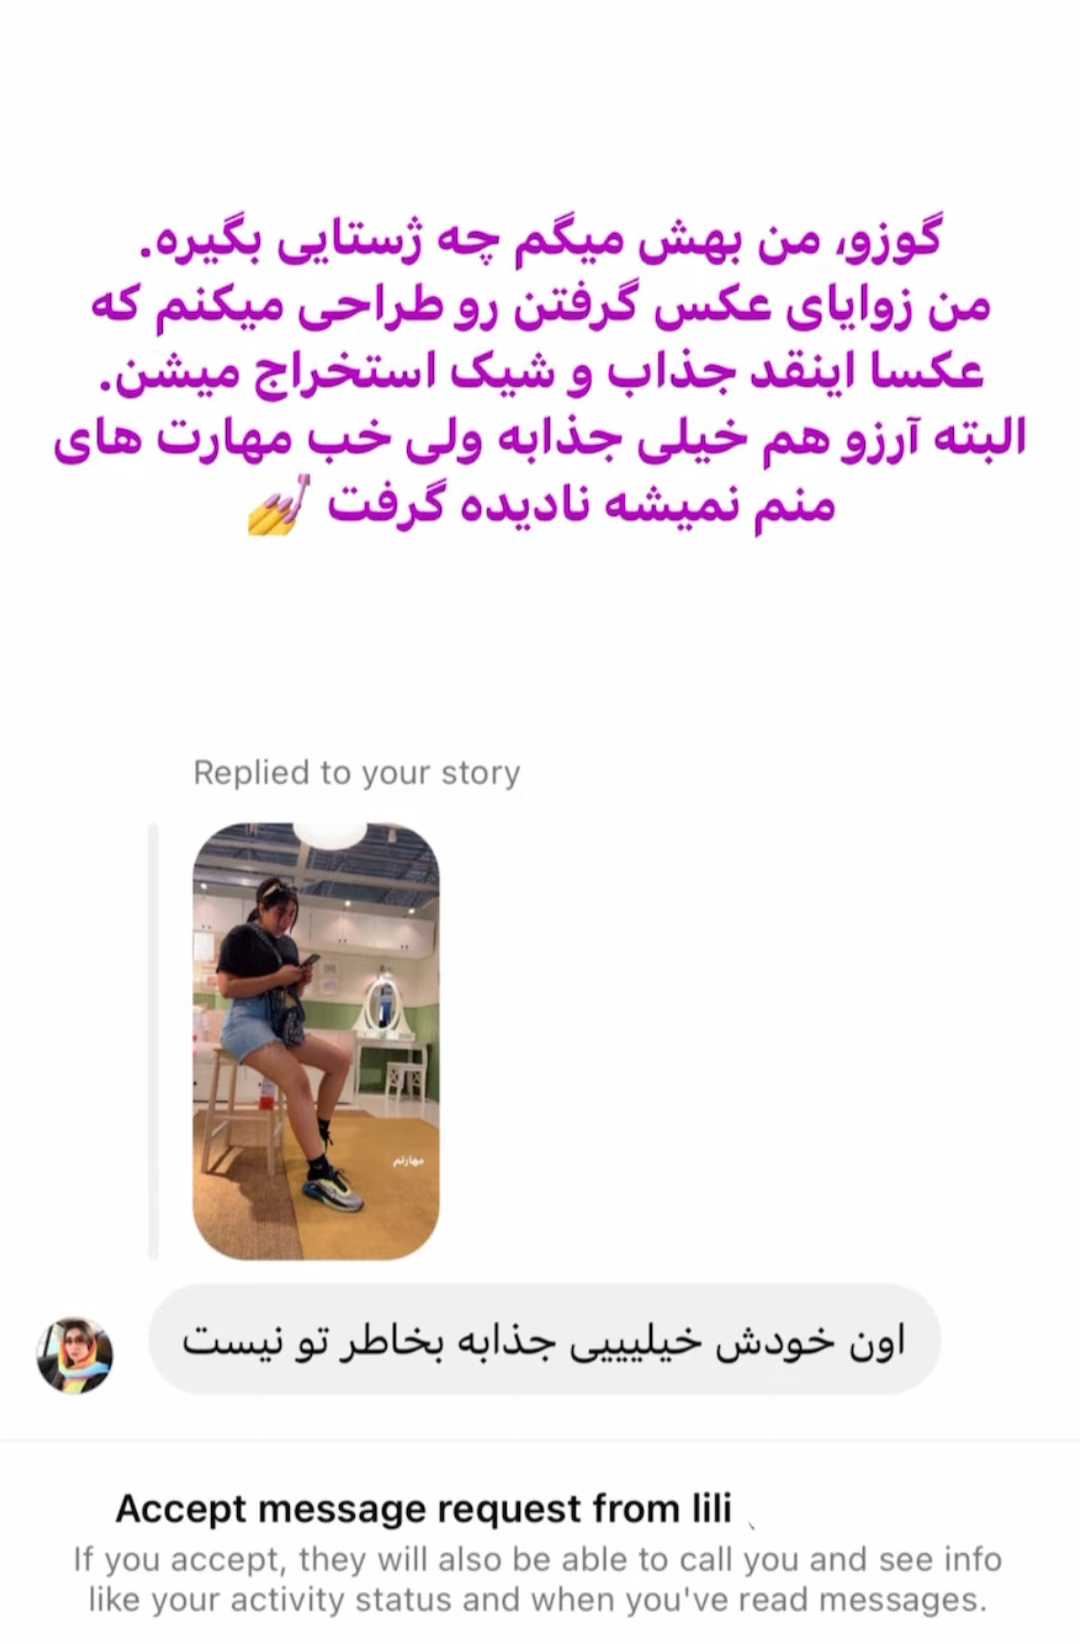 گوزو، من بهش میگم چه ژستایی بگیره.
من زوایای عکس گرفتن رو طراحی میکنم که
عکسا اینقد جذاب و شیک استخراج میشن.
البته آرزو هم خیلی جذابه ولی خب مهارت های
منم نمیشه نادیده گرفت 💅
Replied to your story
مهارتم
اون خودش خیلیییی جذابه بخاطر تو نیست
Accept message request from lili
If you accept, they will also be able to call you and see info
like your activity status and when you've read messages.